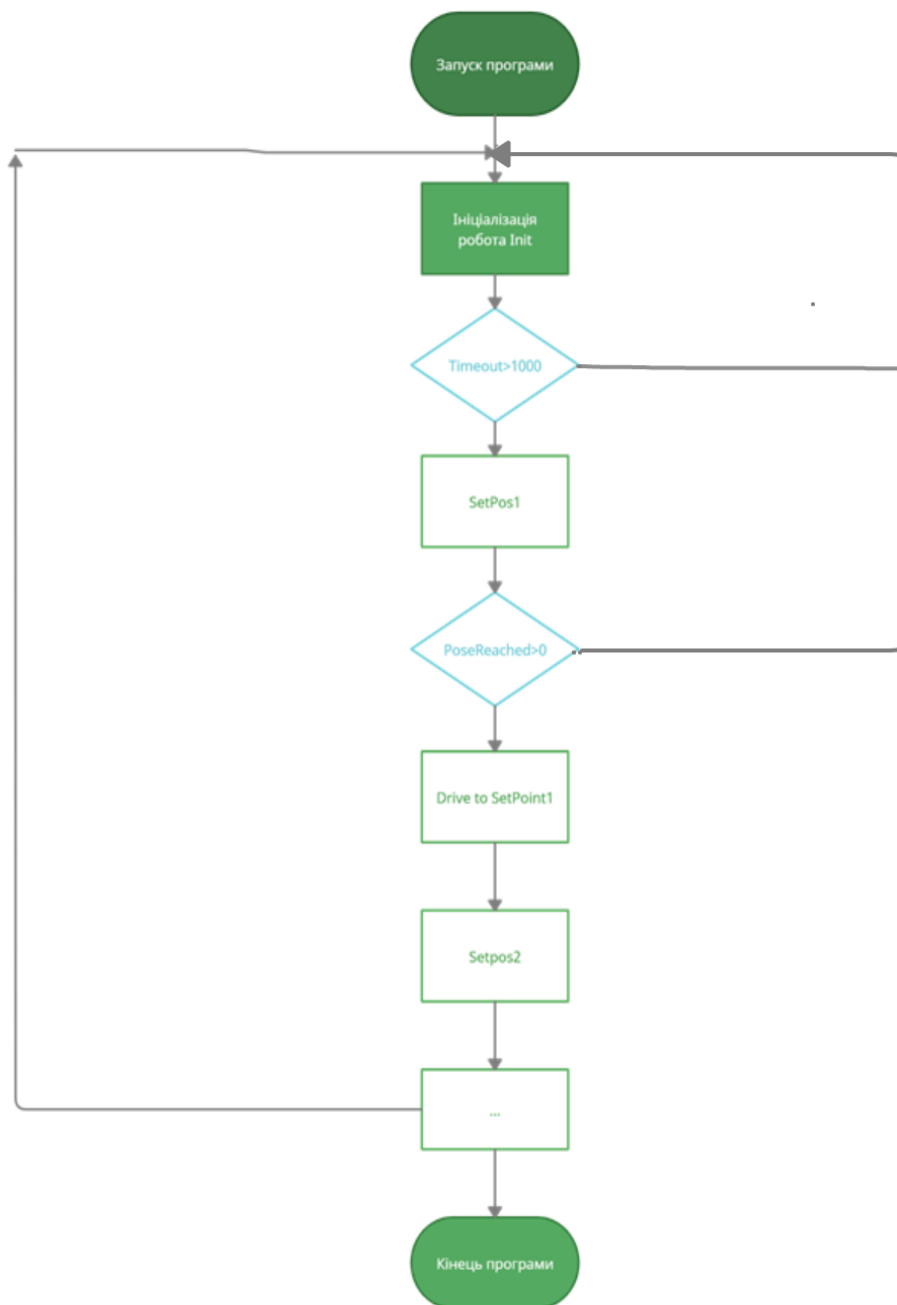 Запуск програми
Ініціалізація
робота Init
Timeout>1000
SetPos1
PoseReached>0
Drive to SetPoint1
Setpos2
...
Кінець програми